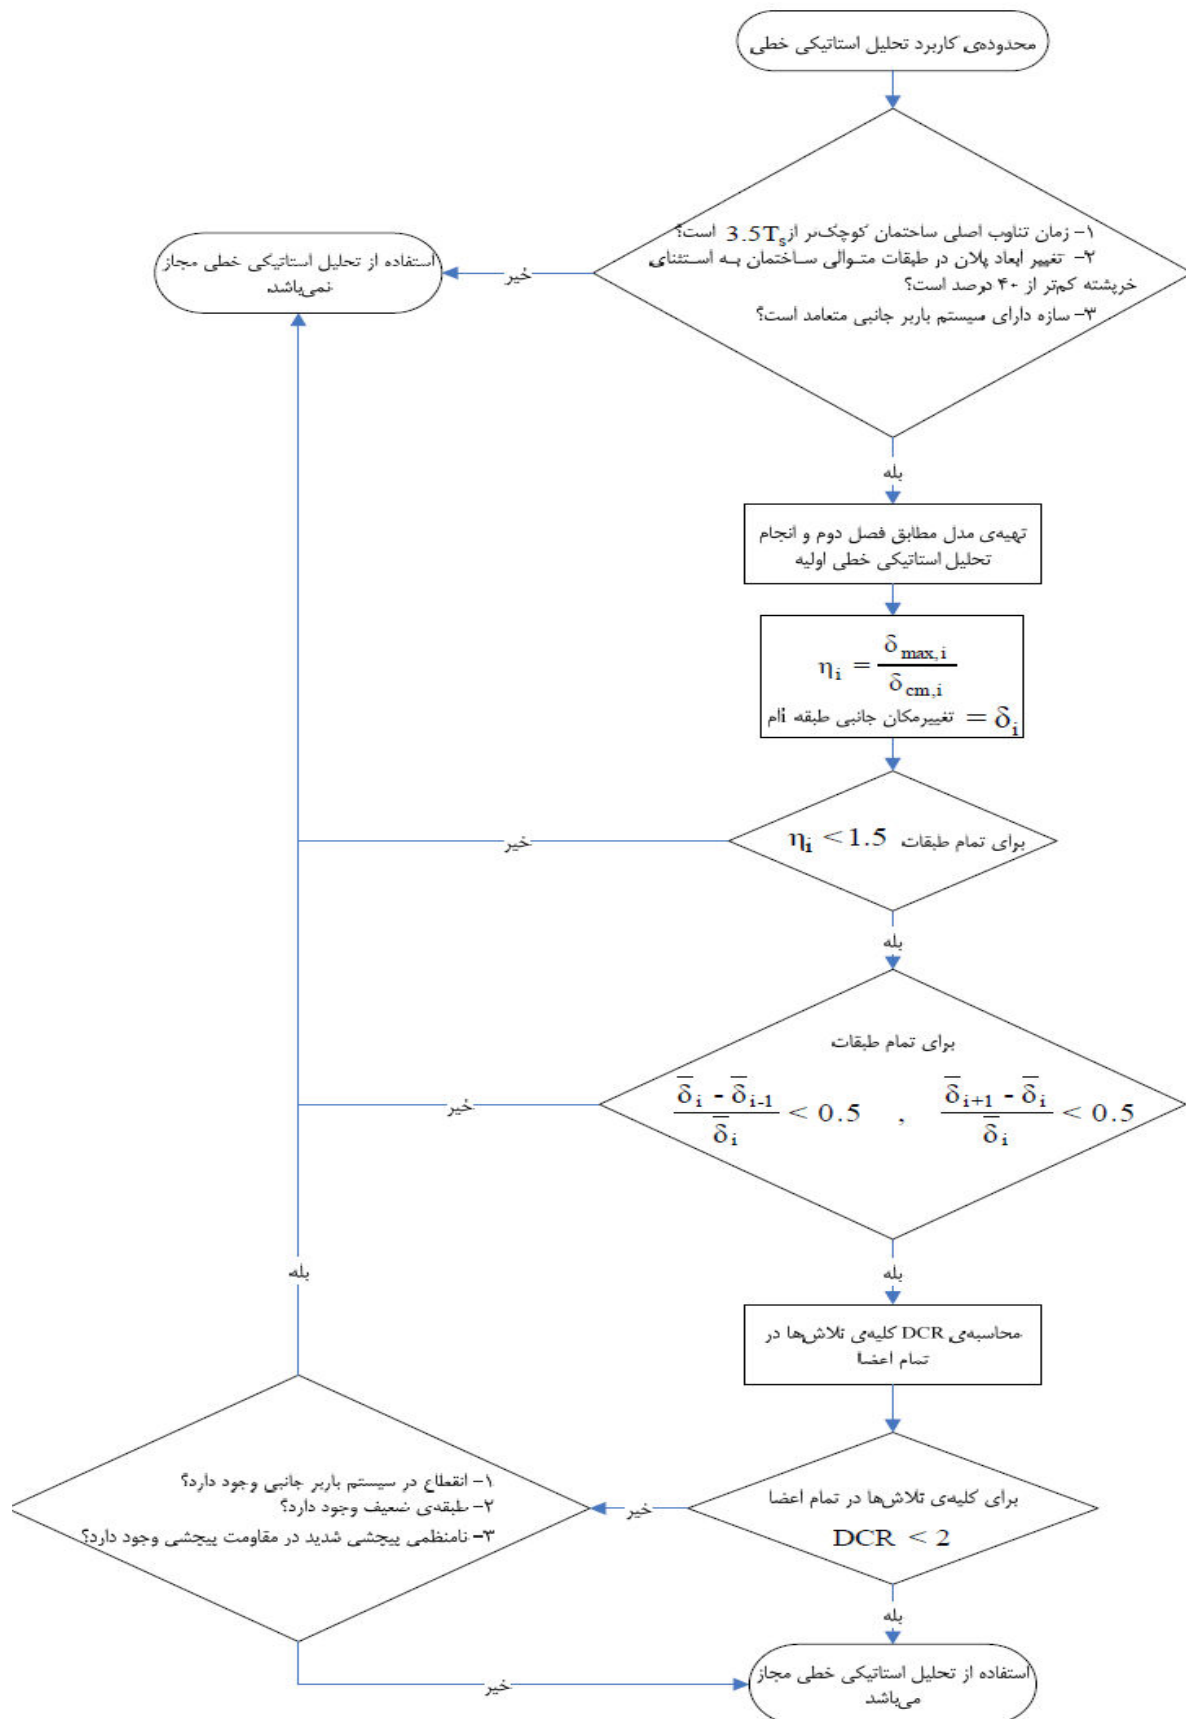 محدوده‌ی کاربرد تحلیل استاتیکی خطی
۱- زمان تناوب اصلی ساختمان کوچک‌تر از 3.5Ts است؟
۲- تغییر ابعاد پلان در طبقات متوالی ساختمان به استثنای
خرپشته کم‌تر از ۴۰ درصد است؟
۳- سازه دارای سیستم باربر جانبی متعامد است؟
خیر
استفاده از تحلیل استاتیکی خطی مجاز
نمی‌باشد.
بله
تهیه‌ی مدل مطابق فصل دوم و انجام
تحلیل استاتیکی خطی اولیه
ηi = δmax,i / δcm,i
δi = تغییرمکان جانبی طبقه iام
برای تمام طبقات ηi < 1.5
خیر
بله
برای تمام طبقات
(δ̅i - δ̅i-1) / δ̅i < 0.5 , (δ̅i+1 - δ̅i) / δ̅i < 0.5
خیر
بله
محاسبه‌ی DCR کلیه‌ی تلاش‌ها در
تمام اعضا
برای کلیه‌ی تلاش‌ها در تمام اعضا
DCR < 2
خیر
۱- انقطاع در سیستم باربر جانبی وجود دارد؟
۲- طبقه‌ی ضعیف وجود دارد؟
۳- نامنظمی پیچشی شدید در مقاومت پیچشی وجود دارد؟
بله
خیر
بله
استفاده از تحلیل استاتیکی خطی مجاز
می‌باشد.